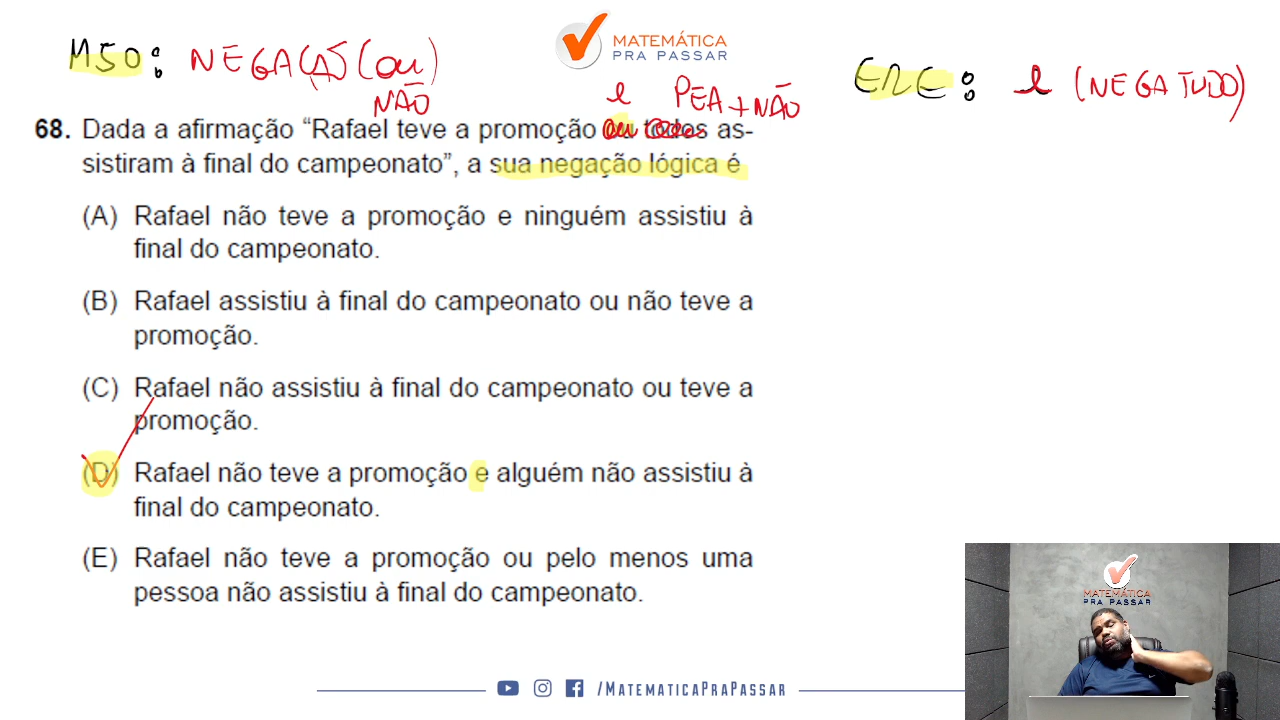 M50: NEGAÇÃO (ou)
NÃO
MATEMÁTICA
PRA PASSAR
e PEA + NÃO
: e (NEGA TUDO)
68. Dada a afirmação “Rafael teve a promoção ou todos as-
sistiram à final do campeonato”, a sua negação lógica é
(A) Rafael não teve a promoção e ninguém assistiu à
final do campeonato.
(B) Rafael assistiu à final do campeonato ou não teve a
promoção.
(C) Rafael não assistiu à final do campeonato ou teve a
promoção.
(D) Rafael não teve a promoção e alguém não assistiu à
final do campeonato.
(E) Rafael não teve a promoção ou pelo menos uma
pessoa não assistiu à final do campeonato.
MATEMÁTICA
PRA PASSAR
/MATEMATICAPRAPASSAR